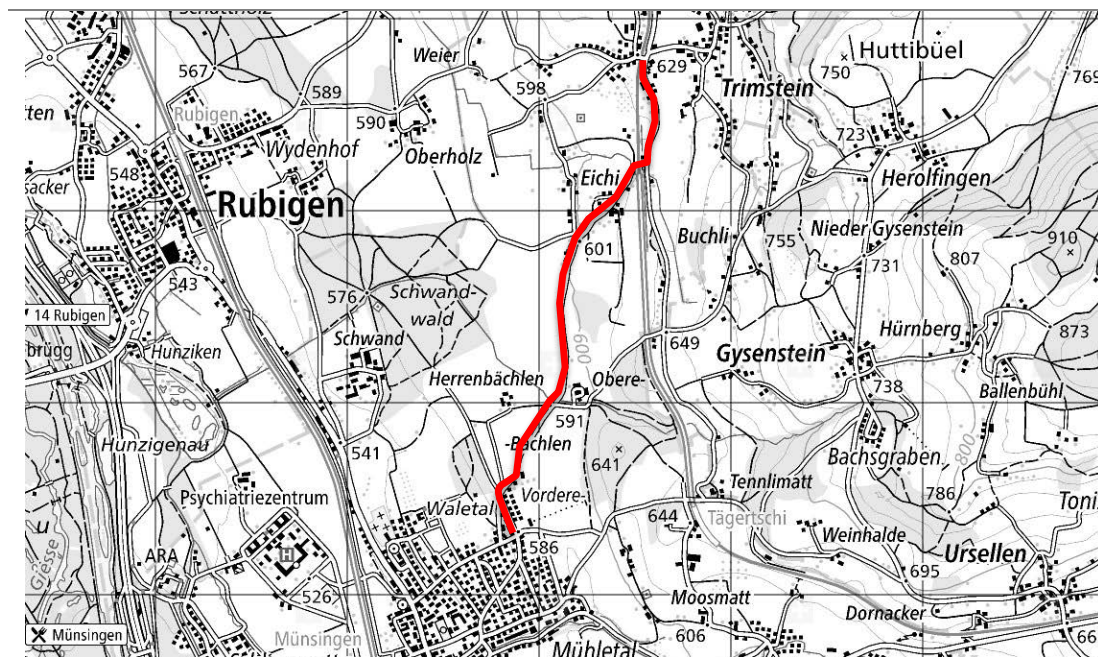 567
Weier
629
Huttibüel
750
769
Trimstein
589
598
Rubigen
590
723
tten
Wydenhof
Oberholz
548
Eichi
Herolfingen
acker
Rubigen
Buchli
755
Nieder Gysenstein
910
601
807
731
543
576
Schwand-
wald
14 Rubigen
Hürnberg
873
brügg
Hunziken
Schwand
600
649
Gysenstein
Herrenbächlen
Obere-
738
Ballenbühl
591
Hunzigenau
541
-Bächlen
641
Bachsgraben
800
Psychiatriezentrum
Waletal
Vordere-
Tennlimatt
786
Toni
644
Tägertschi
Giesse
ARA
H
586
Weinhalde
Ursellen
695
526
Moosmatt
Dornacker
Münsingen
Münsingen
606
Mühletal
66